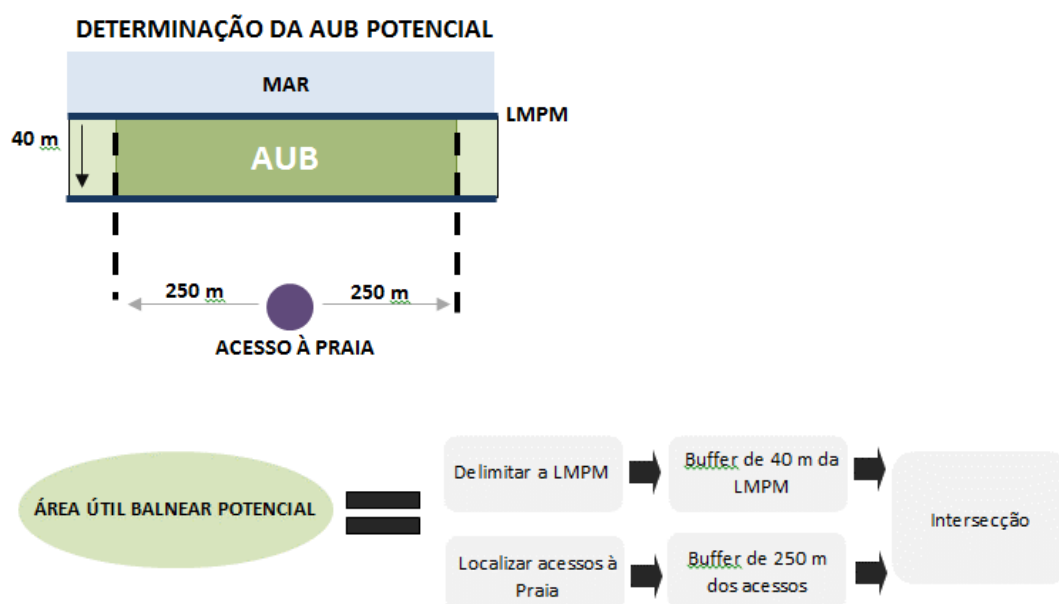 DETERMINAÇÃO DA AUB POTENCIAL
MAR
LMPM
40 m
AUB
250 m
250 m
ACESSO À PRAIA
ÁREA ÚTIL BALNEAR POTENCIAL
Delimitar a LMPM
Buffer de 40 m da
LMPM
Intersecção
Localizar acessos à
Praia
Buffer de 250 m
dos acessos